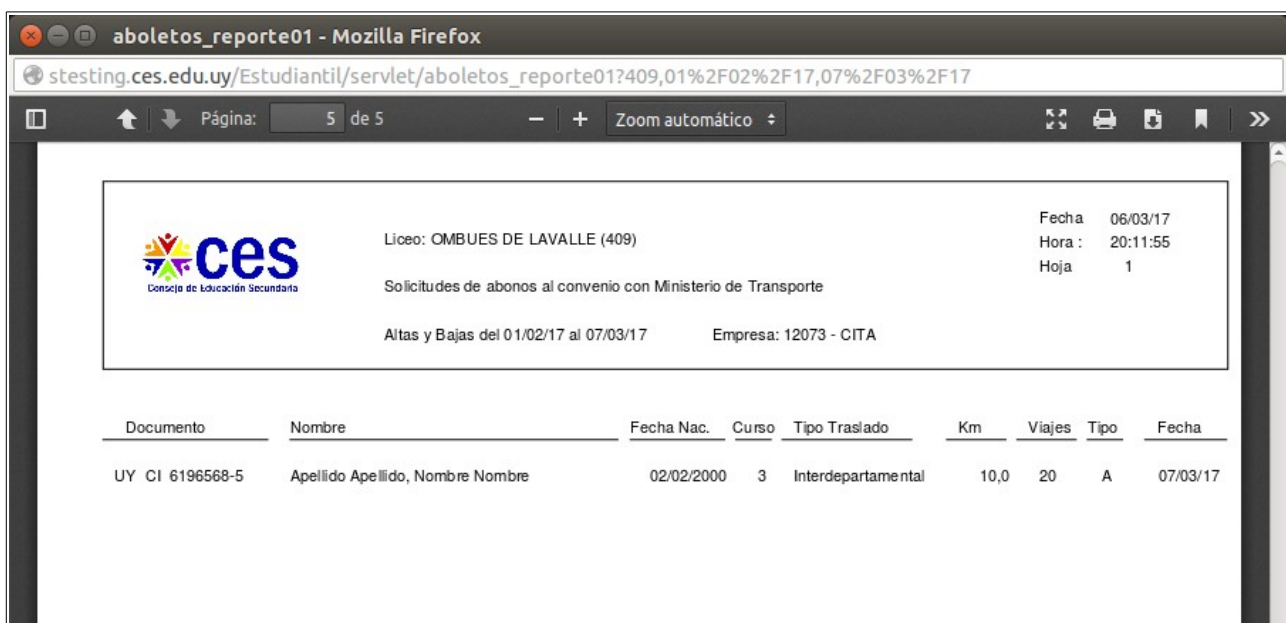 aboletos_reporte01 - Mozilla Firefox
stesting.ces.edu.uy/Estudiantil/servlet/aboletos_reporte01?409,01%2F02%2F17,07%2F03%2F17
Página: 5 de 5 Zoom automático
ces
Consejo de Educación Secundaria
Liceo: OMBUES DE LAVALLE (409)
Solicitudes de abonos al convenio con Ministerio de Transporte
Altas y Bajas del 01/02/17 al 07/03/17 Empresa: 12073 - CITA
Fecha 06/03/17
Hora : 20:11:55
Hoja 1
Documento Nombre Fecha Nac. Curso Tipo Traslado Km Viajes Tipo Fecha
UY CI 6196568-5 Apellido Apellido, Nombre Nombre 02/02/2000 3 Interdepartamental 10,0 20 A 07/03/17